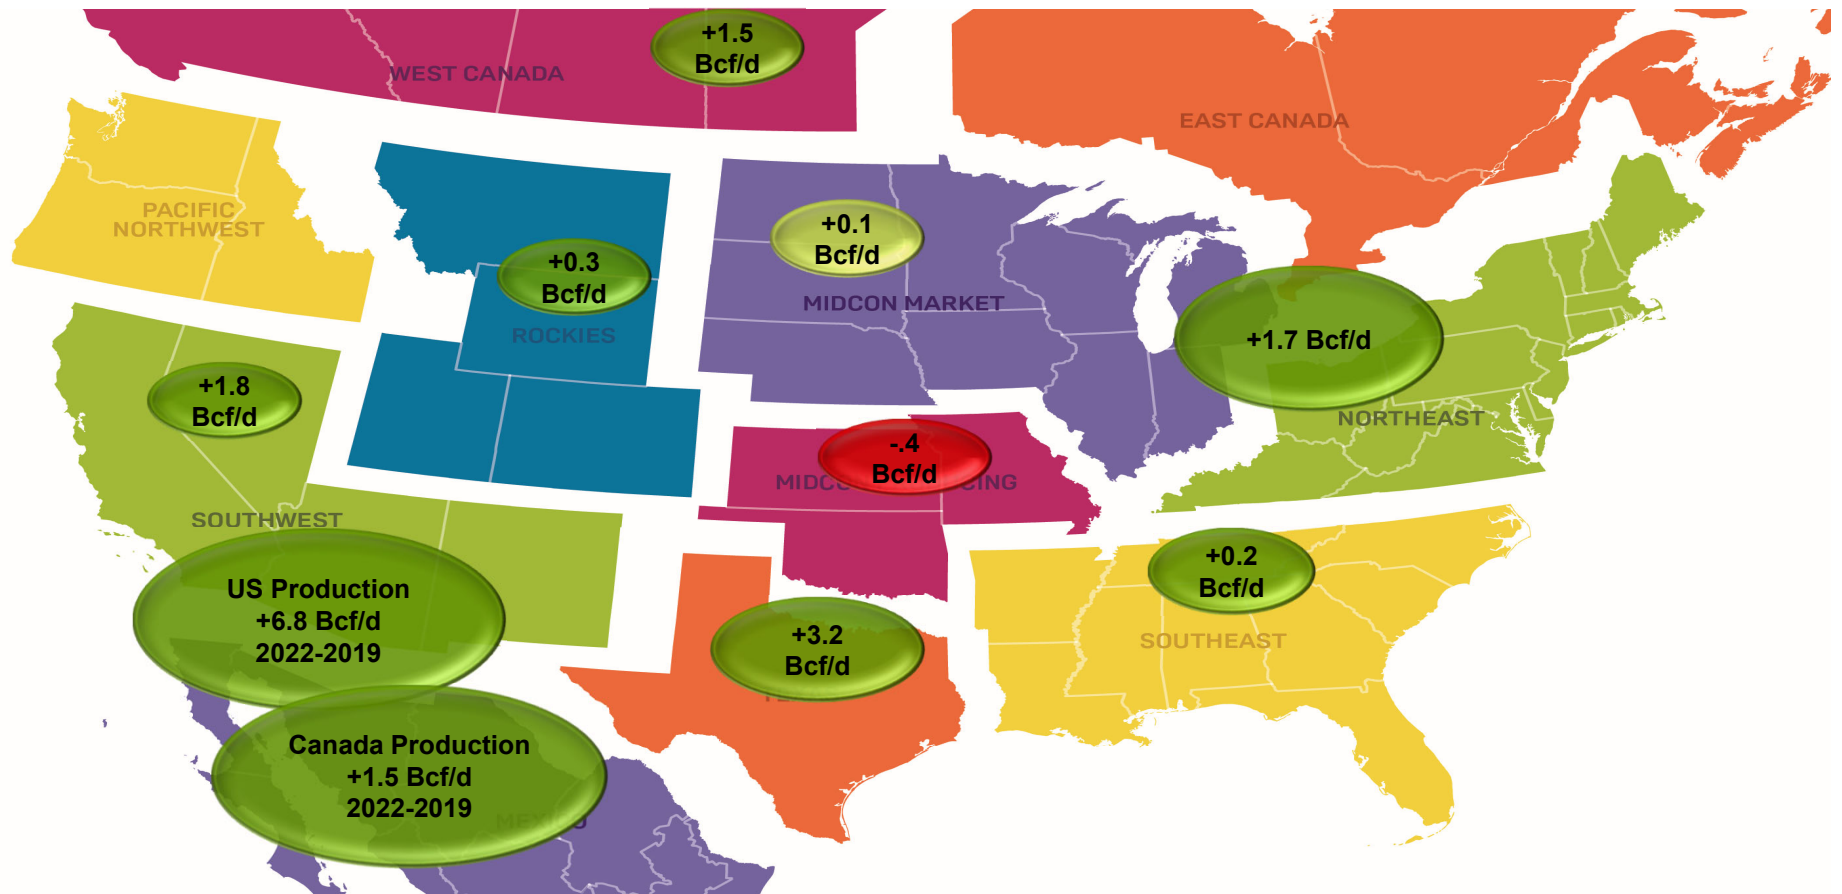 +1.5
Bcf/d
WEST CANADA
EAST CANADA
PACIFIC
NORTHWEST
+0.1
Bcf/d
+0.3
Bcf/d
MIDCON MARKET
ROCKIES
+1.7 Bcf/d
+1.8
Bcf/d
NORTHEAST
-.4
Bcf/d
SOUTHWEST
+0.2
Bcf/d
US Production
+6.8 Bcf/d
2022-2019
+3.2
Bcf/d
SOUTHEAST
Canada Production
+1.5 Bcf/d
2022-2019
MEXICO